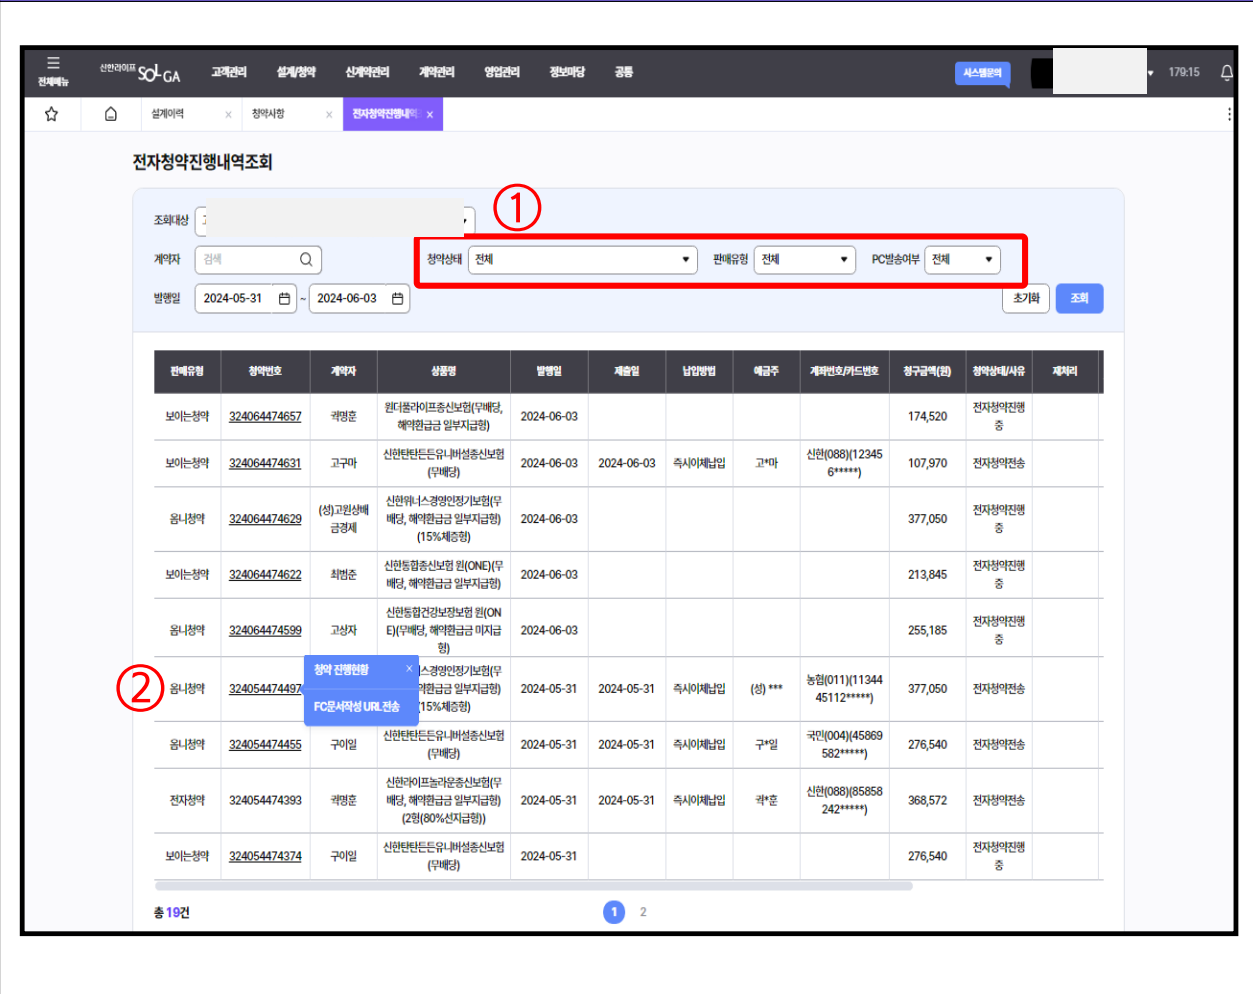 전체메뉴
신한라이프 SOL GA
고객관리 설계/청약 신계약관리 계약관리 영업관리 정보마당 공통
시스템문의
179:15
설계이력 × 청약사항 × 전자청약진행내역 ×
전자청약진행내역조회
①
조회대상
계약자 검색
청약상태 전체 판매유형 전체 PC발송여부 전체
발행일 2024-05-31 ~ 2024-06-03
초기화 조회
판매유형 청약번호 계약자 상품명 발행일 제출일 납입방법 예금주 계좌번호/카드번호 청구금액(원) 청약상태/사유 재처리
보이는청약 324064474657 곽명훈 원더풀라이프종신보험(무배당, 2024-06-03 174,520 전자청약진행
해약환급금 일부지급형) 중
보이는청약 324064474631 고구마 신한탄탄든든유니버설종신보험 2024-06-03 2024-06-03 즉시이체납입 고*마 신한(088)(12345 107,970 전자청약전송
(무배당) 6*****)
옴니청약 324064474629 (성)고원상배 신한위너스경영인정기보험(무 2024-06-03 377,050 전자청약진행
금경제 배당, 해약환급금 일부지급형) 중
(15%체증형)
보이는청약 324064474622 최범준 신한통합종신보험 원(ONE)(무 2024-06-03 213,845 전자청약진행
배당, 해약환급금 일부지급형) 중
옴니청약 324064474599 고상자 신한통합건강보장보험 원(ON 2024-06-03 255,185 전자청약진행
E)(무배당, 해약환급금 미지급 중
형)
②
청약 진행현황 ×
FC문서작성 URL전송
옴니청약 324054474497 스경영인정기보험(무 2024-05-31 2024-05-31 즉시이체납입 (성) *** 농협(011)(11344 377,050 전자청약전송
약환급금 일부지급형) 45112*****)
15%체증형)
옴니청약 324054474455 구이일 신한탄탄든든유니버설종신보험 2024-05-31 2024-05-31 즉시이체납입 구*일 국민(004)(45869 276,540 전자청약전송
(무배당) 582*****)
전자청약 324054474393 곽명훈 신한라이프놀라운종신보험(무 2024-05-31 2024-05-31 즉시이체납입 곽*훈 신한(088)(85858 368,572 전자청약전송
배당, 해약환급금 일부지급형) 242*****)
(2형(80%선지급형))
보이는청약 324054474374 구이일 신한탄탄든든유니버설종신보험 2024-05-31 276,540 전자청약진행
(무배당) 중
총 19건
1 2